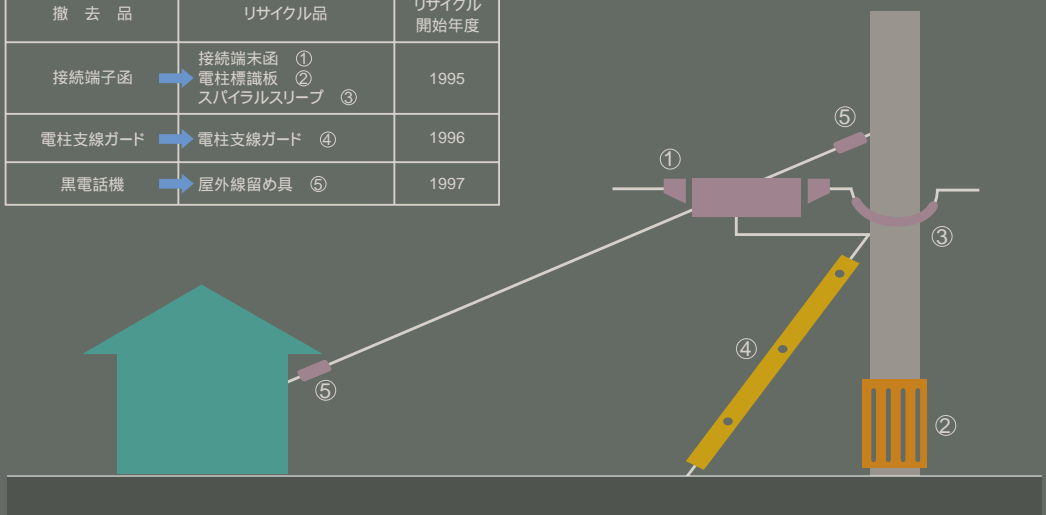 撤 去 品 リサイクル品 リサイクル
開始年度
接続端子函 接続端末函 ① 1995
電柱標識板 ②
スパイラルスリーブ ③
電柱支線ガード 電柱支線ガード ④ 1996
黒電話機 屋外線留め具 ⑤ 1997
⑤
①
③
④
⑤
②